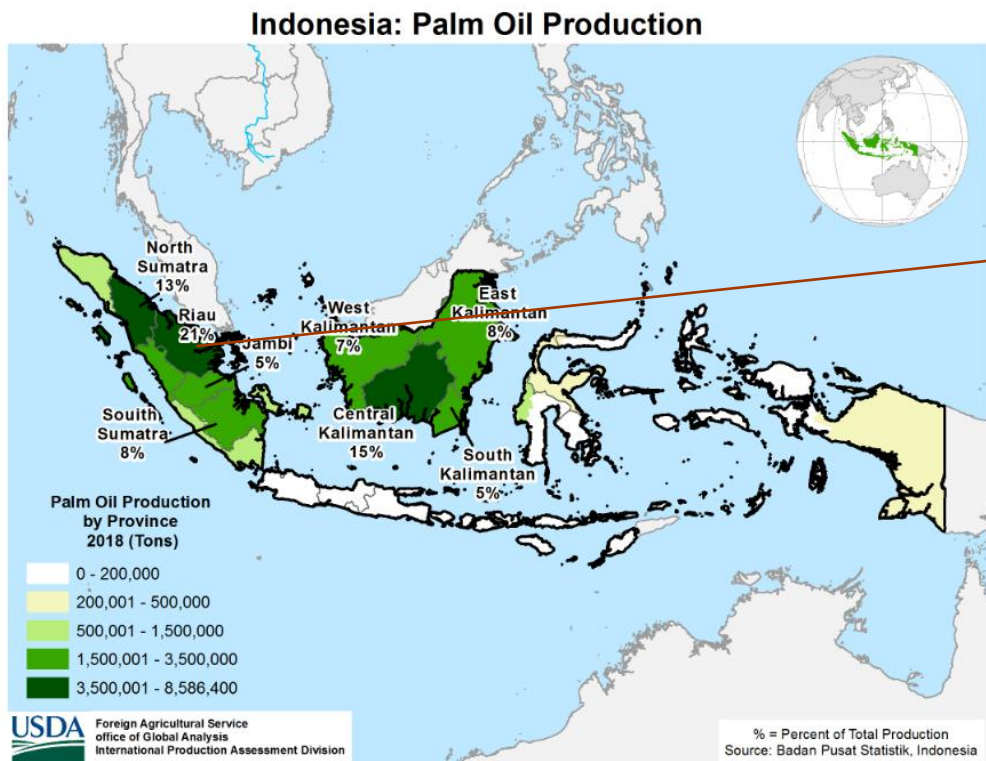 Indonesia: Palm Oil Production
North
Sumatra
13%
Riau
21%
Jambi
5%
West
Kalimantan
7%
East
Kalimantan
8%
Souith
Sumatra
8%
Central
Kalimantan
15%
South
Kalimantan
5%
Palm Oil Production
by Province
2018 (Tons)
0 - 200,000
200,001 - 500,000
500,001 - 1,500,000
1,500,001 - 3,500,000
3,500,001 - 8,586,400
USDA
Foreign Agricultural Service
office of Global Analysis
International Production Assessment Division
% = Percent of Total Production
Source: Badan Pusat Statistik, Indonesia